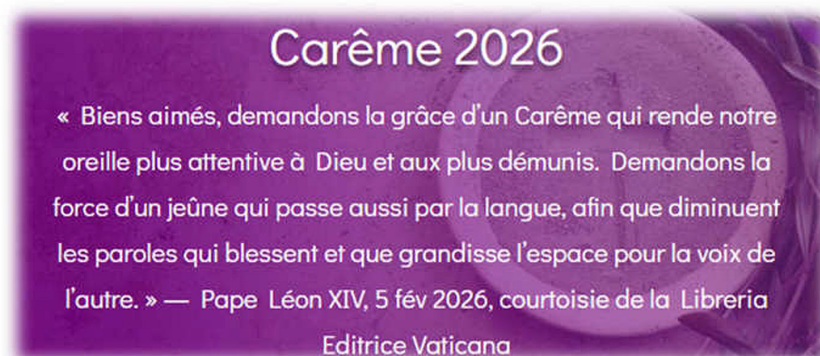 Carême 2026
« Biens aimés, demandons la grâce d'un Carême qui rende notre
oreille plus attentive à Dieu et aux plus démunis. Demandons la
force d'un jeûne qui passe aussi par la langue, afin que diminuent
les paroles qui blessent et que grandisse l'espace pour la voix de
l'autre. » — Pape Léon XIV, 5 fév 2026, courtoisie de la Libreria
Editrice Vaticana